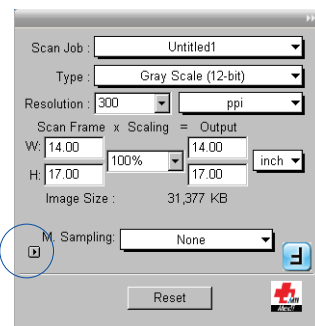 Scan Job : Untitled1
Type : Gray Scale (12-bit)
Resolution : 300 ppi
Scan Frame x Scaling = Output
W: 14.00 100% 14.00 inch
H: 17.00 17.00
Image Size : 31,377 KB
M. Sampling: None
Reset